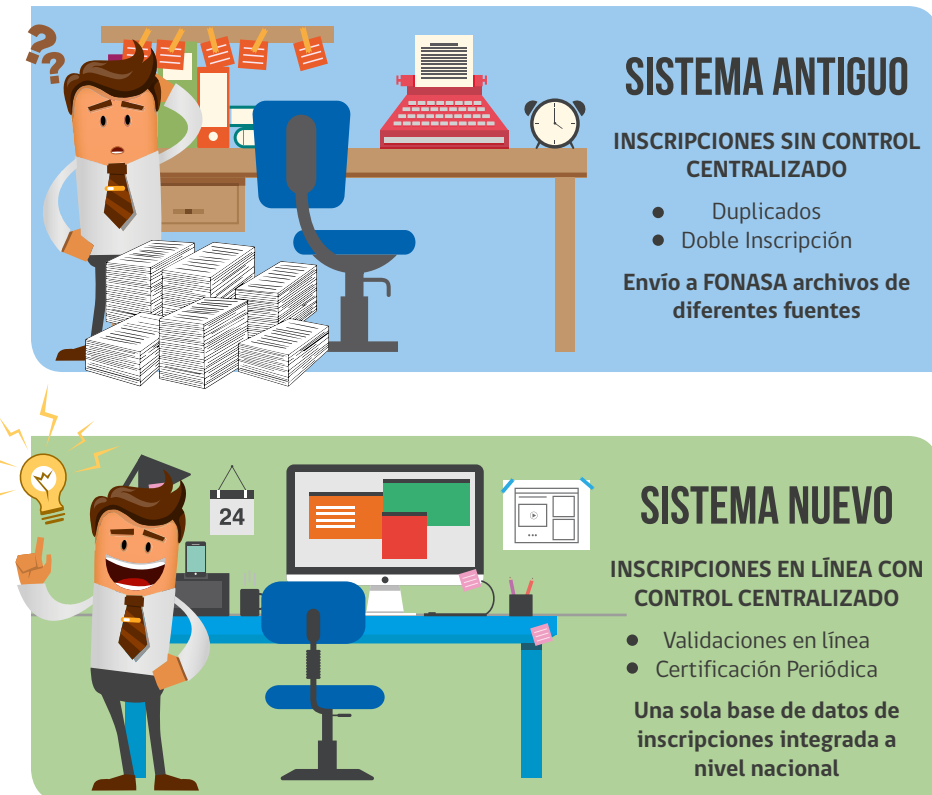 ??
SISTEMA ANTIGUO
INSCRIPCIONES SIN CONTROL
CENTRALIZADO
● Duplicados
● Doble Inscripción
Envío a FONASA archivos de
diferentes fuentes
24
SISTEMA NUEVO
INSCRIPCIONES EN LÍNEA CON
CONTROL CENTRALIZADO
● Validaciones en línea
● Certificación Periódica
Una sola base de datos de
inscripciones integrada a
nivel nacional